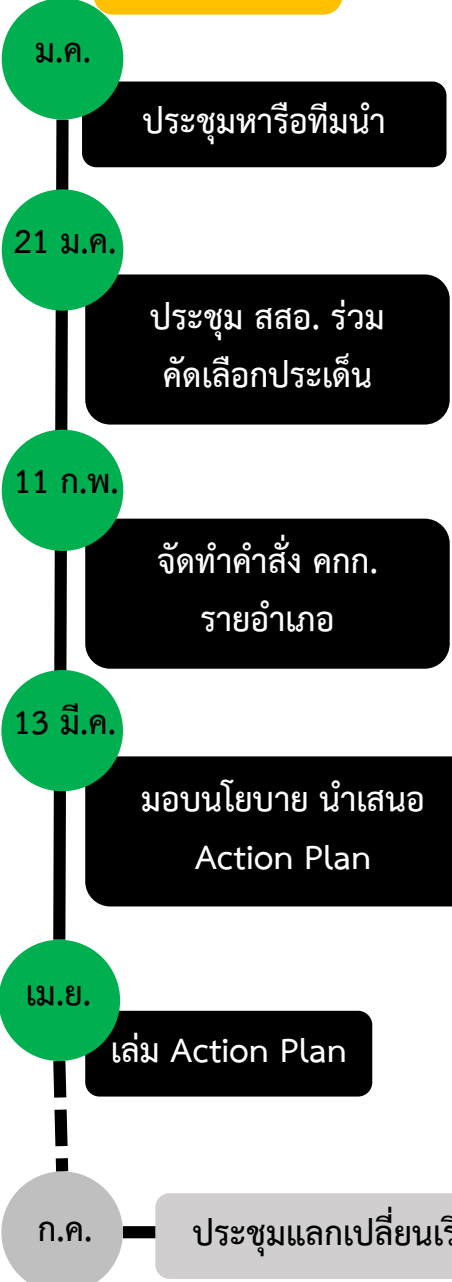 ม.ค.
ประชุมหารือทีมนำ
21 ม.ค.
ประชุม สสอ. ร่วม
คัดเลือกประเด็น
11 ก.พ.
จัดทำคำสั่ง คกก.
รายอำเภอ
13 มี.ค.
มอบนโยบาย นำเสนอ
Action Plan
เม.ย.
เล่ม Action Plan
ก.ค.
ประชุมแลกเปลี่ยน